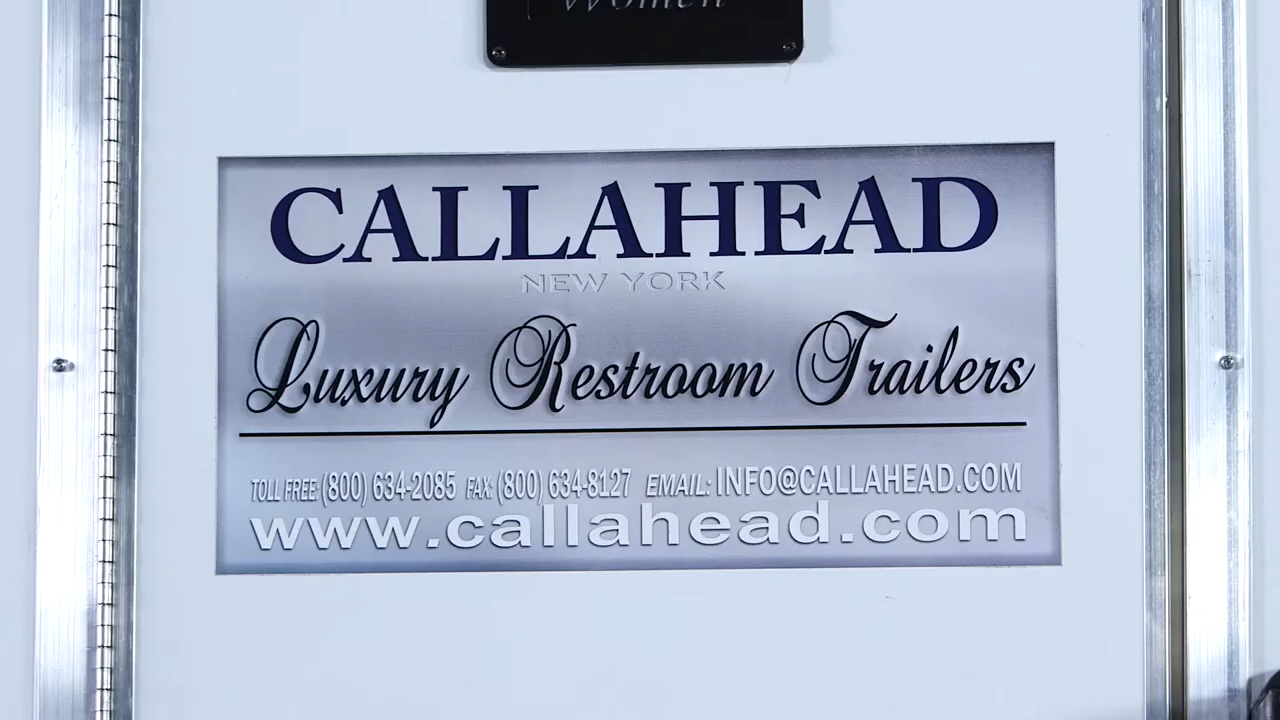 Women
CALLAHEAD
NEW YORK
Luxury Restroom Trailers
TOLL FREE: (800) 634-2085 FAX: (800) 634-8127 EMAIL: INFO@CALLAHEAD.COM
www.callahead.com